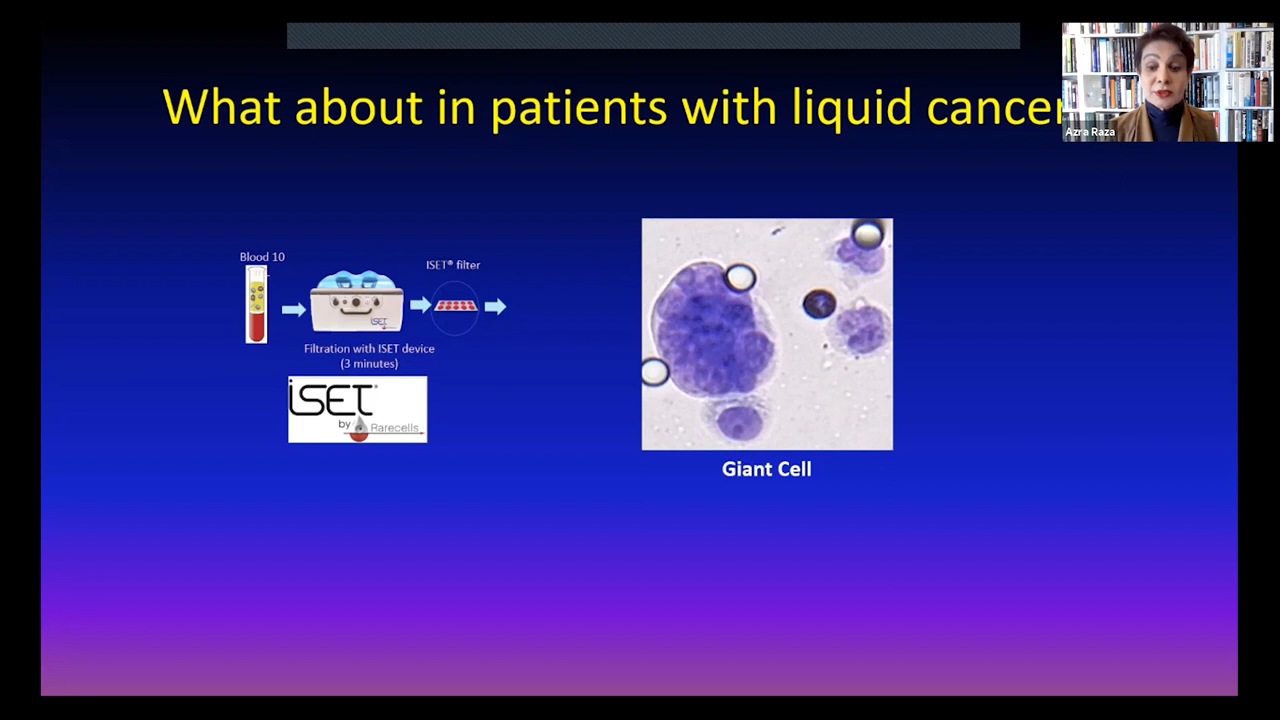 What about in patients with liquid cancer
Azra Raza
Blood 10
ISET® filter
Filtration with ISET device
(3 minutes)
iSET
by Rarecells
Giant Cell